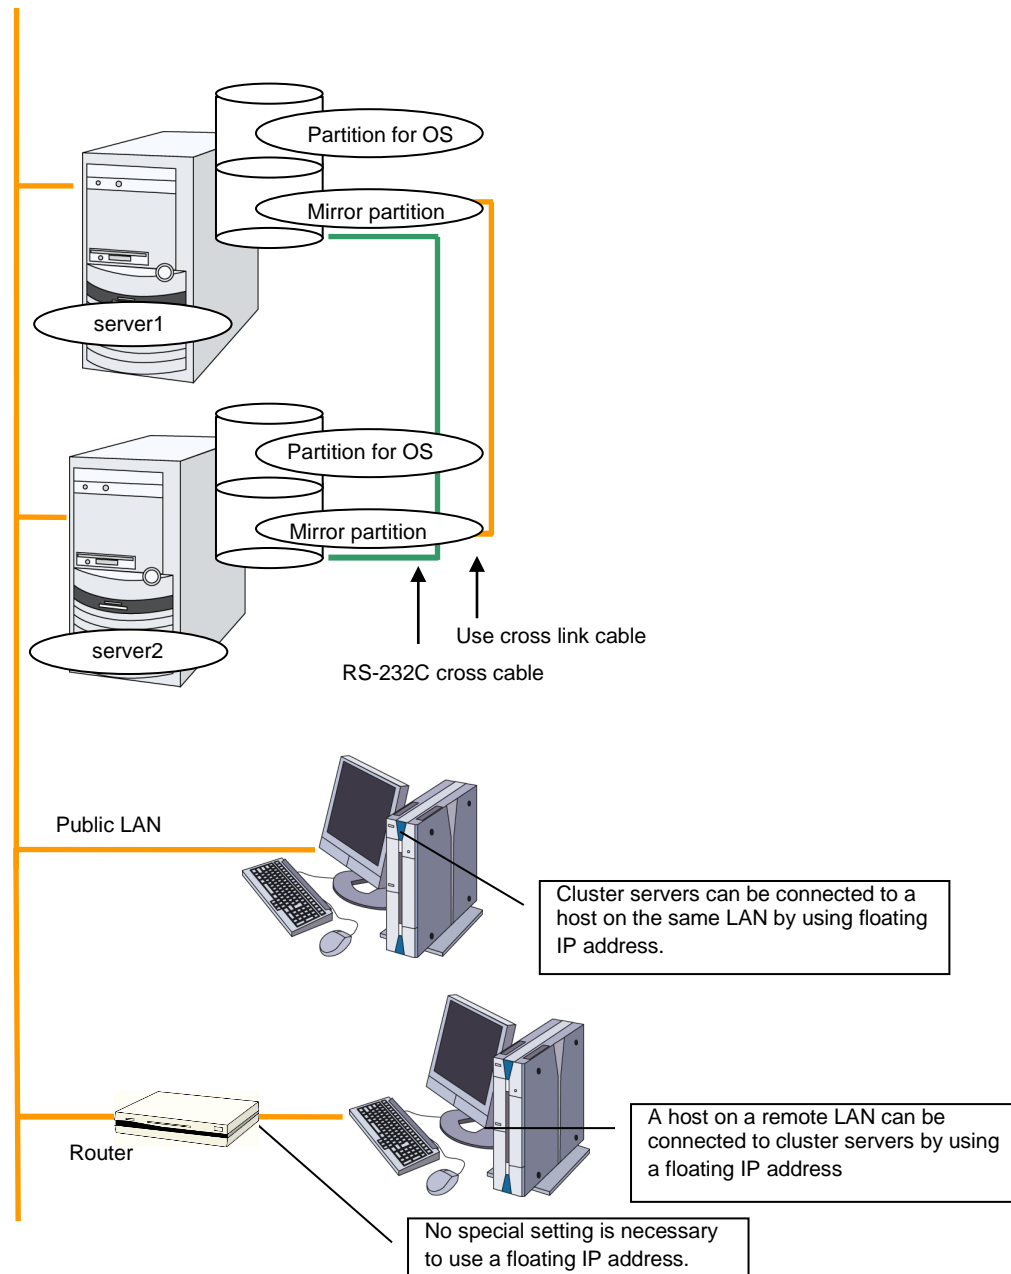 Partition for OS
Mirror partition
server1
Partition for OS
Mirror partition
server2
Use cross link cable
RS-232C cross cable
Public LAN
Cluster servers can be connected to a
host on the same LAN by using floating
IP address.
A host on a remote LAN can be
connected to cluster servers by using
a floating IP address
Router
No special setting is necessary
to use a floating IP address.